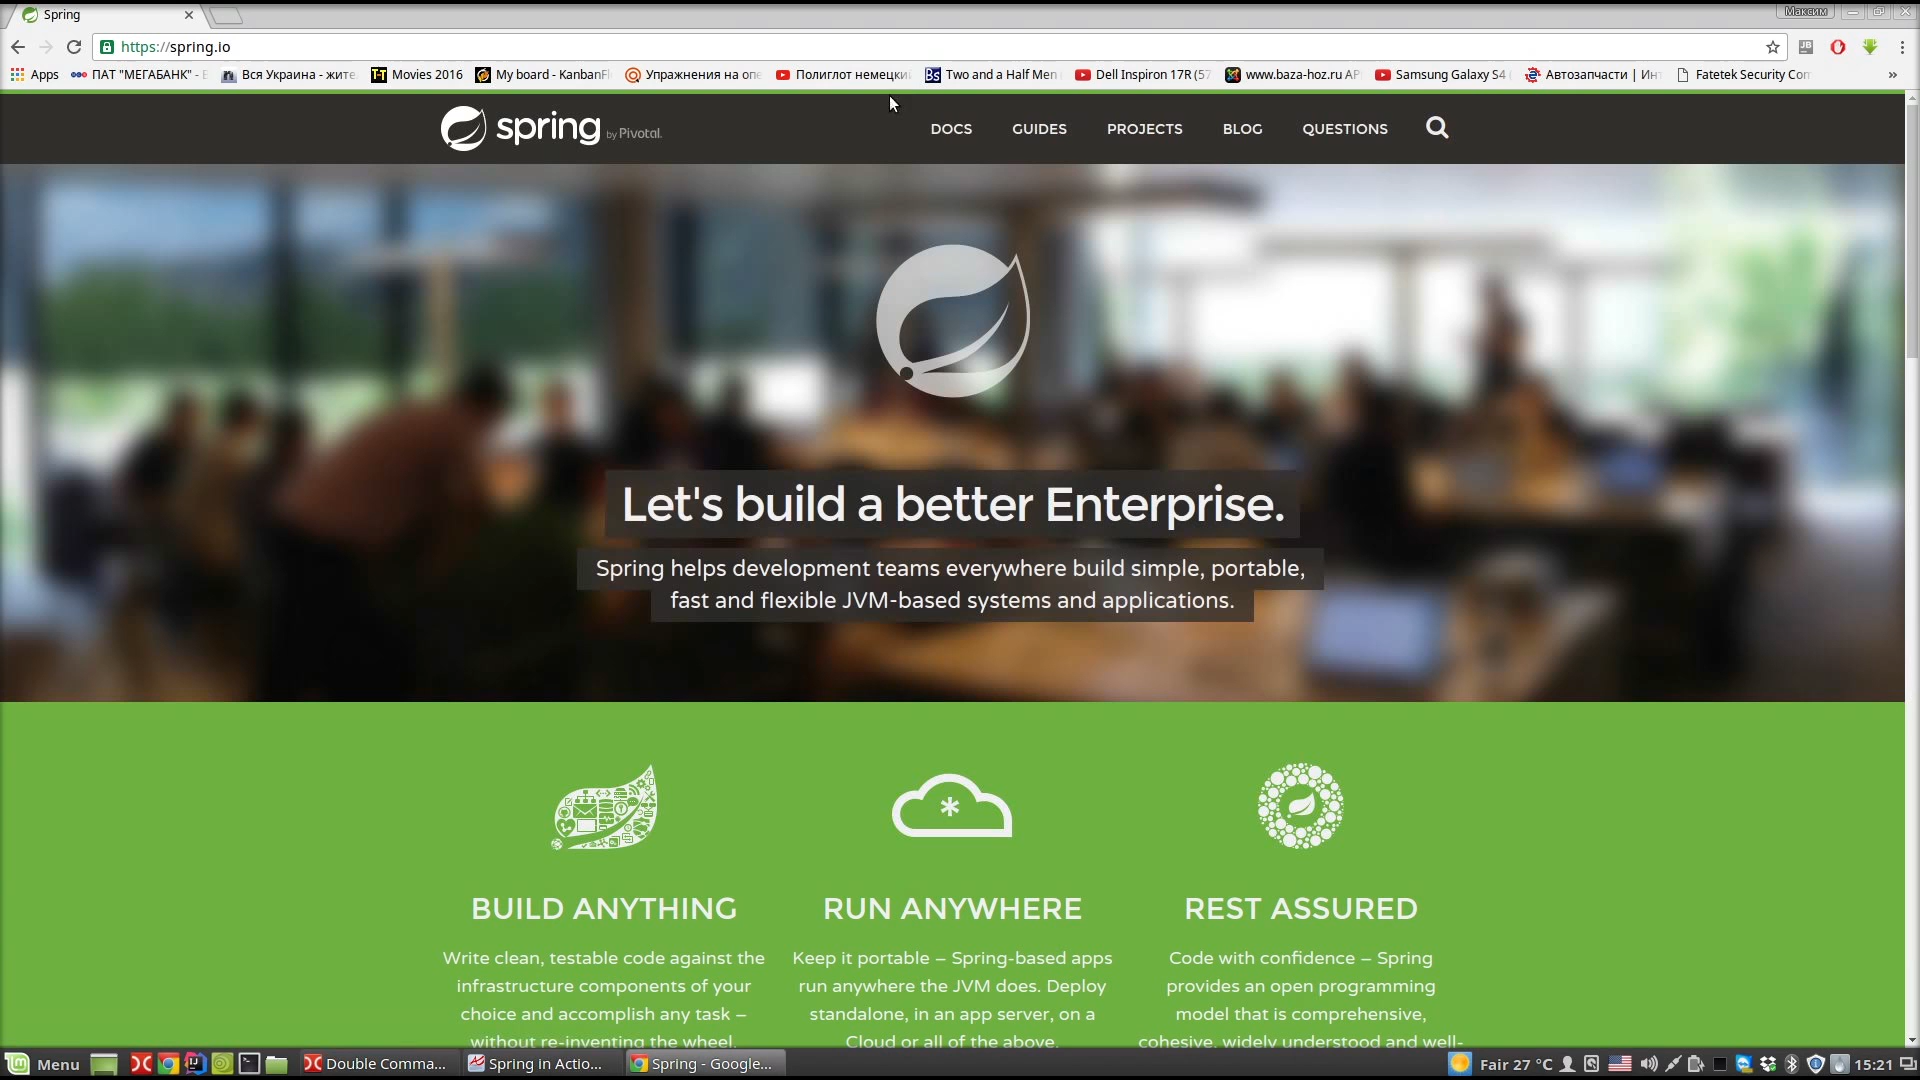 Spring
Максим
https://spring.io
Apps
ПАТ "МЕГАБАНК" -
Вся Украина - жите
Movies 2016
My board - KanbanFl
Упражнения на опе
Полиглот немецкий
Two and a Half Men
Dell Inspiron 17R (57
www.baza-hoz.ru AP
Samsung Galaxy S4
Автозапчасти | Инт
Fatetek Security Com
»
spring by Pivotal.
DOCS
GUIDES
PROJECTS
BLOG
QUESTIONS
Let's build a better Enterprise.
Spring helps development teams everywhere build simple, portable,
fast and flexible JVM-based systems and applications.
BUILD ANYTHING
Write clean, testable code against the
infrastructure components of your
choice and accomplish any task –
without re-inventing the wheel.
RUN ANYWHERE
Keep it portable – Spring-based apps
run anywhere the JVM does. Deploy
standalone, in an app server, on a
Cloud or all of the above.
REST ASSURED
Code with confidence – Spring
provides an open programming
model that is comprehensive,
cohesive, widely understood and well-
Menu
Double Comma...
Spring in Actio...
Spring - Google...
Fair 27 °C
15:21